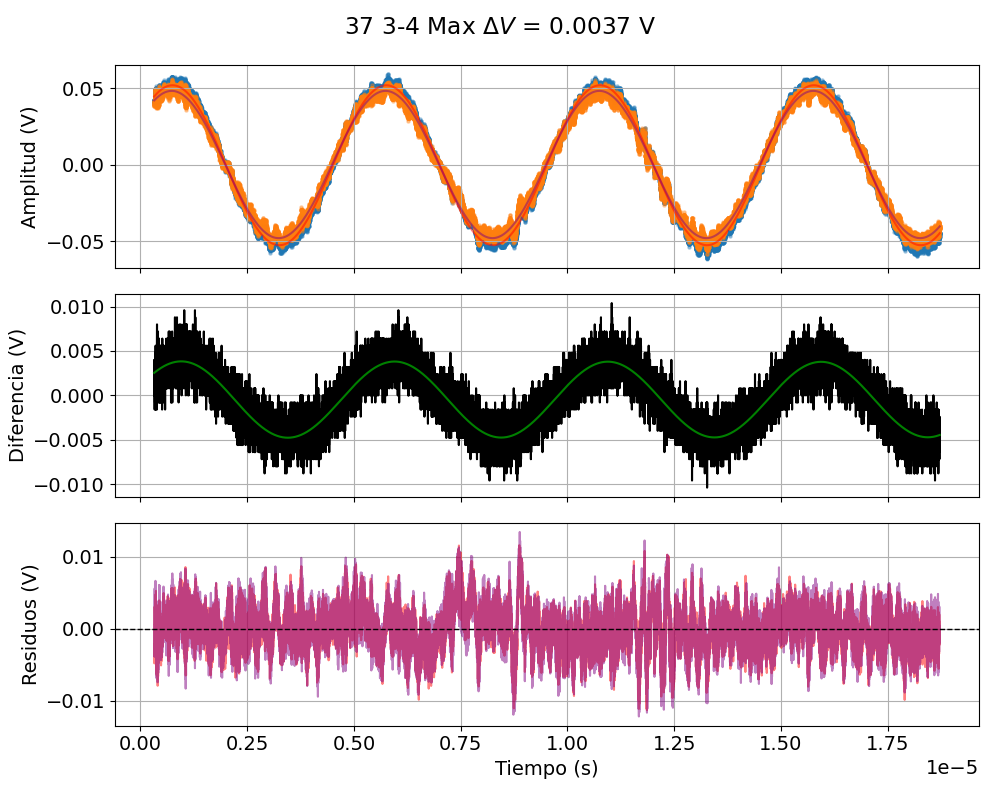 37 3-4 Max ΔV = 0.0037 V
0.05
0.00
−0.05
Amplitud (V)
0.010
0.005
0.000
−0.005
−0.010
Diferencia (V)
0.01
0.00
−0.01
Residuos (V)
0.00 0.25 0.50 0.75 1.00 1.25 1.50 1.75
Tiempo (s)
1e−5